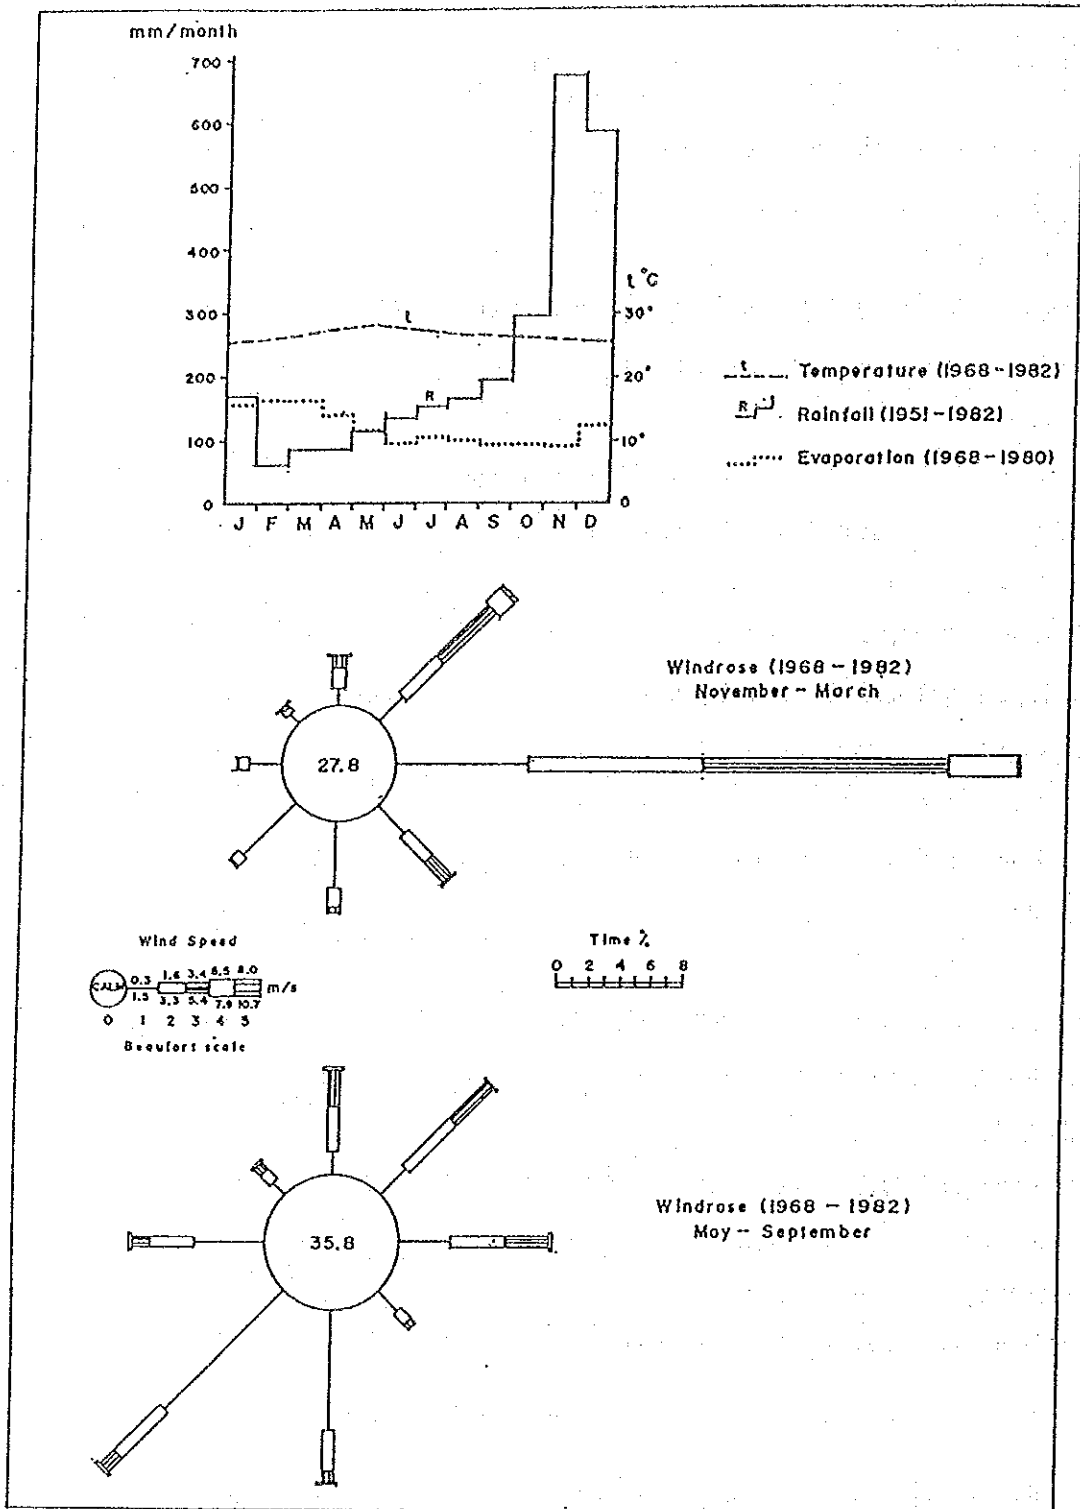 mm/month
700
600
500
400
300
200
100
0
t °C
30°
20°
10°
0
t
R
J F M A M J J A S O N D
t Temperature (1968-1982)
R Rainfall (1951-1982)
Evaporation (1968-1980)
Windrose (1968 - 1982)
November - March
27.8
Wind Speed
CALM 0.3 1.6 3.4 5.5 8.0 m/s
1.5 3.3 5.4 7.9 10.7
0 1 2 3 4 5
Beaufort scale
Time %
0 2 4 6 8
35.8
Windrose (1968 - 1982)
May - September